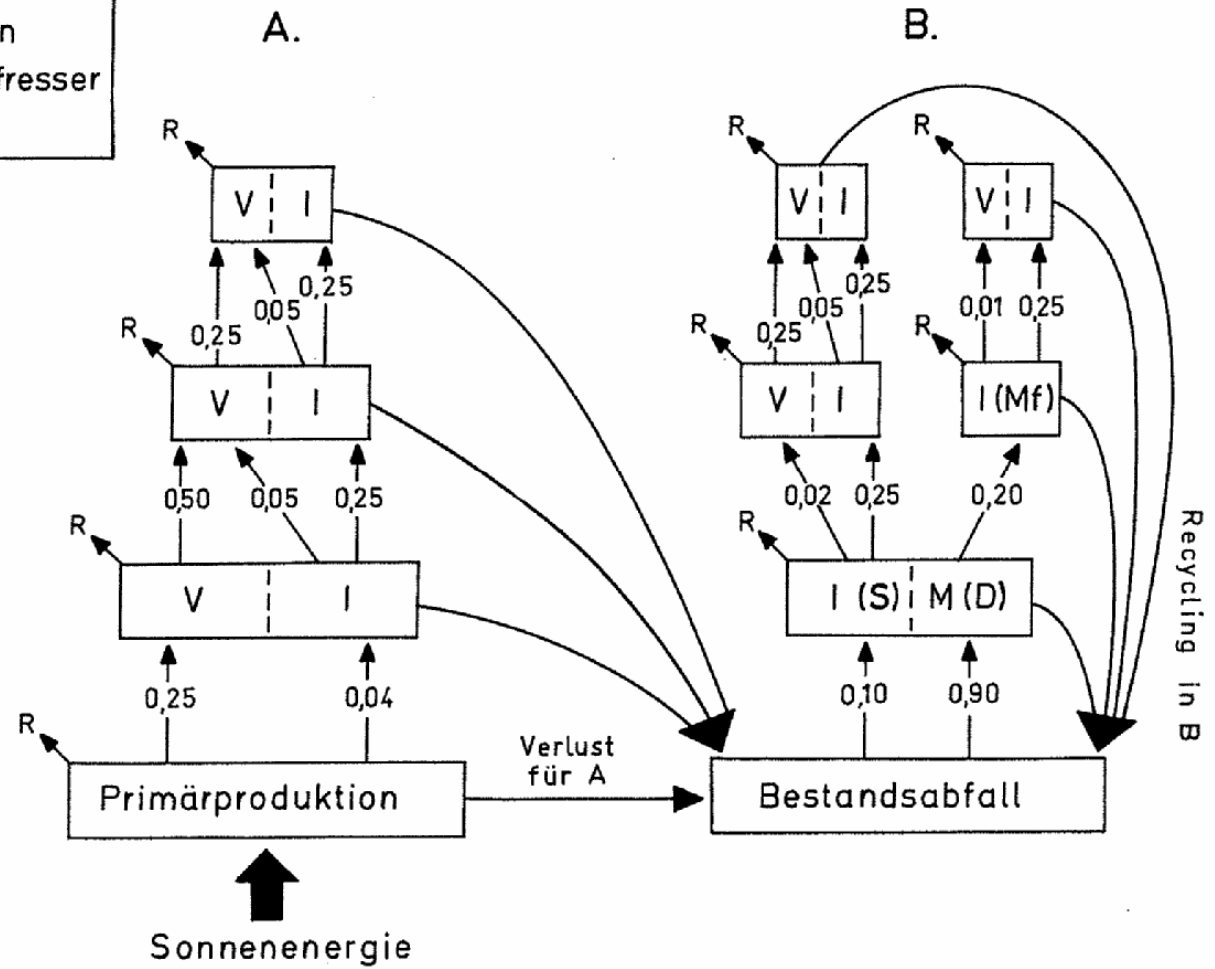 n
fresser
A.
B.
R
R
R
V I
V I
V I
0,25
0,05
0,25
0,25
0,05
0,25
0,01
0,25
R
R
R
V I
V I
I (Mf)
0,50
0,05
0,25
0,02
0,25
0,20
R
R
V I
I (S) M (D)
0,25
0,04
0,10
0,90
Recycling in B
R
Verlust
für A
Primärproduktion
Bestandsabfall
Sonnenenergie